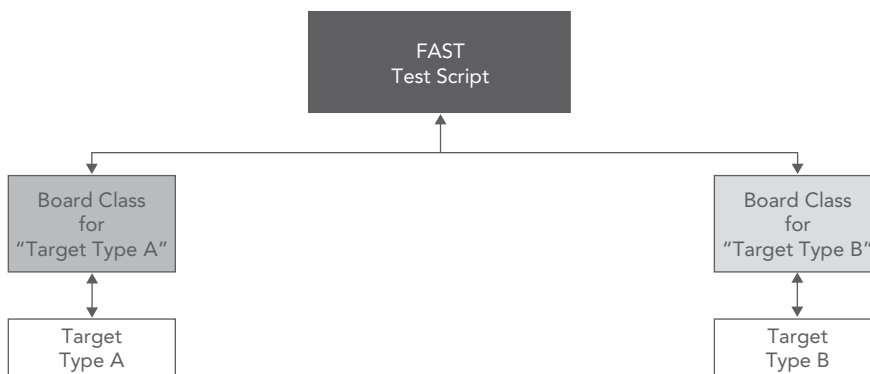 FAST
Test Script
Board Class
for
“Target Type A”
Board Class
for
“Target Type B”
Target
Type A
Target
Type B